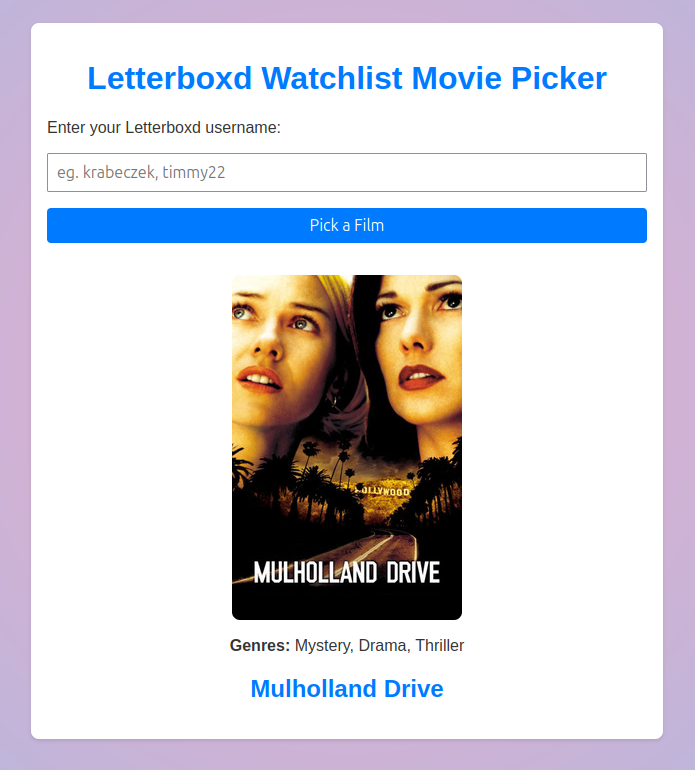 Letterboxd Watchlist Movie Picker
Enter your Letterboxd username:
eg. krabeczek, timmy22
Pick a Film
HOLLYWOOD
MULHOLLAND DRIVE
Genres: Mystery, Drama, Thriller
Mulholland Drive